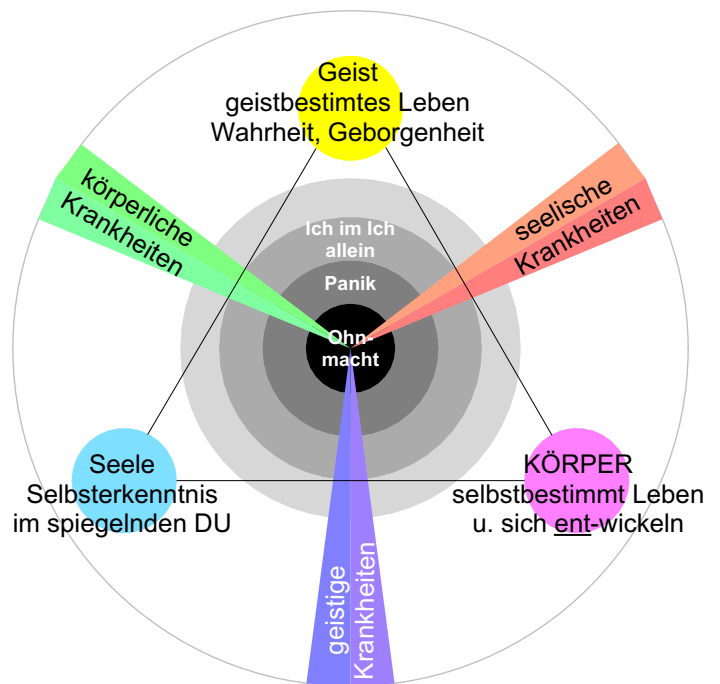 Geist
geistbestimtes Leben
Wahrheit, Geborgenheit
körperliche
Krankheiten
seelische
Krankheiten
Ich im Ich
allein
Panik
Ohn-
macht
Seele
Selbsterkenntnis
im spiegelnden DU
KÖRPER
selbstbestimmt Leben
u. sich ent-wickeln
geistige
Krankheiten